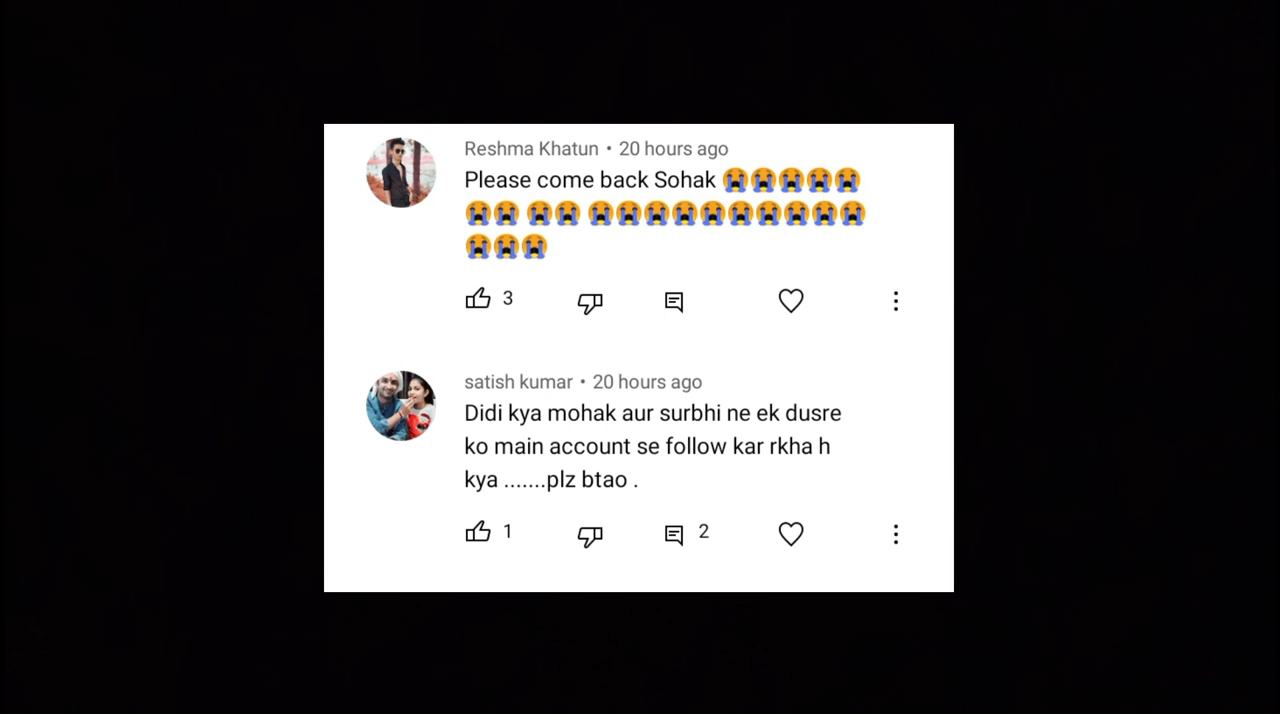 Reshma Khatun • 20 hours ago
Please come back Sohak 😭😭😭😭😭
😭😭 😭😭 😭😭😭😭😭😭😭😭😭😭
😭😭😭
3
satish kumar • 20 hours ago
Didi kya mohak aur surbhi ne ek dusre
ko main account se follow kar rkha h
kya .......plz btao .
1 2